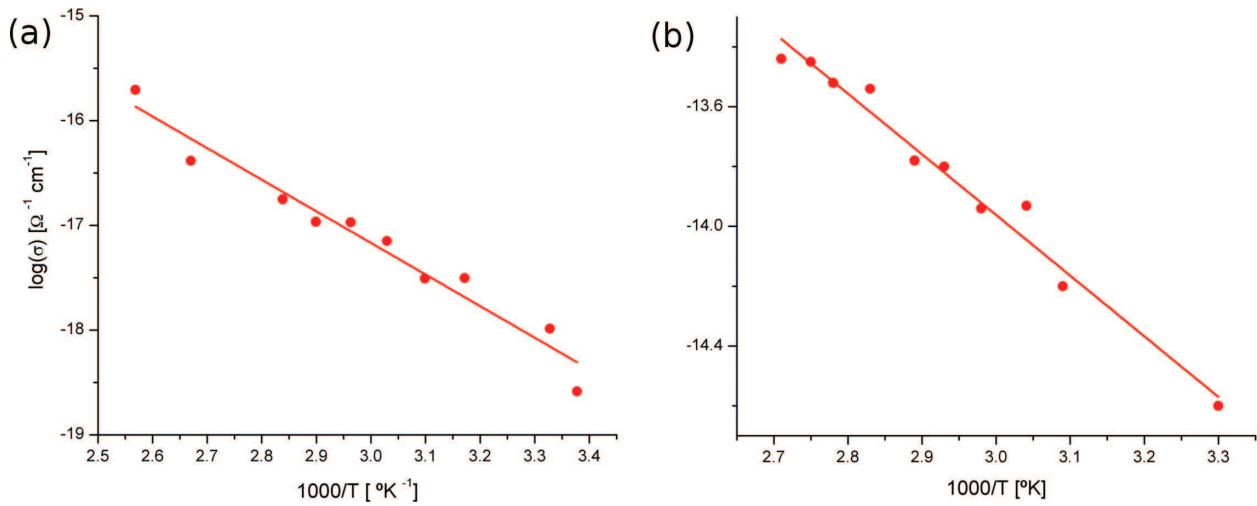 (a)
-15
-16
-17
-18
-19
log(σ) [Ω⁻¹ cm⁻¹]
2.5 2.6 2.7 2.8 2.9 3.0 3.1 3.2 3.3 3.4
1000/T [ ºK ⁻¹]
(b)
-13.6
-14.0
-14.4
2.7 2.8 2.9 3.0 3.1 3.2 3.3
1000/T [ºK]